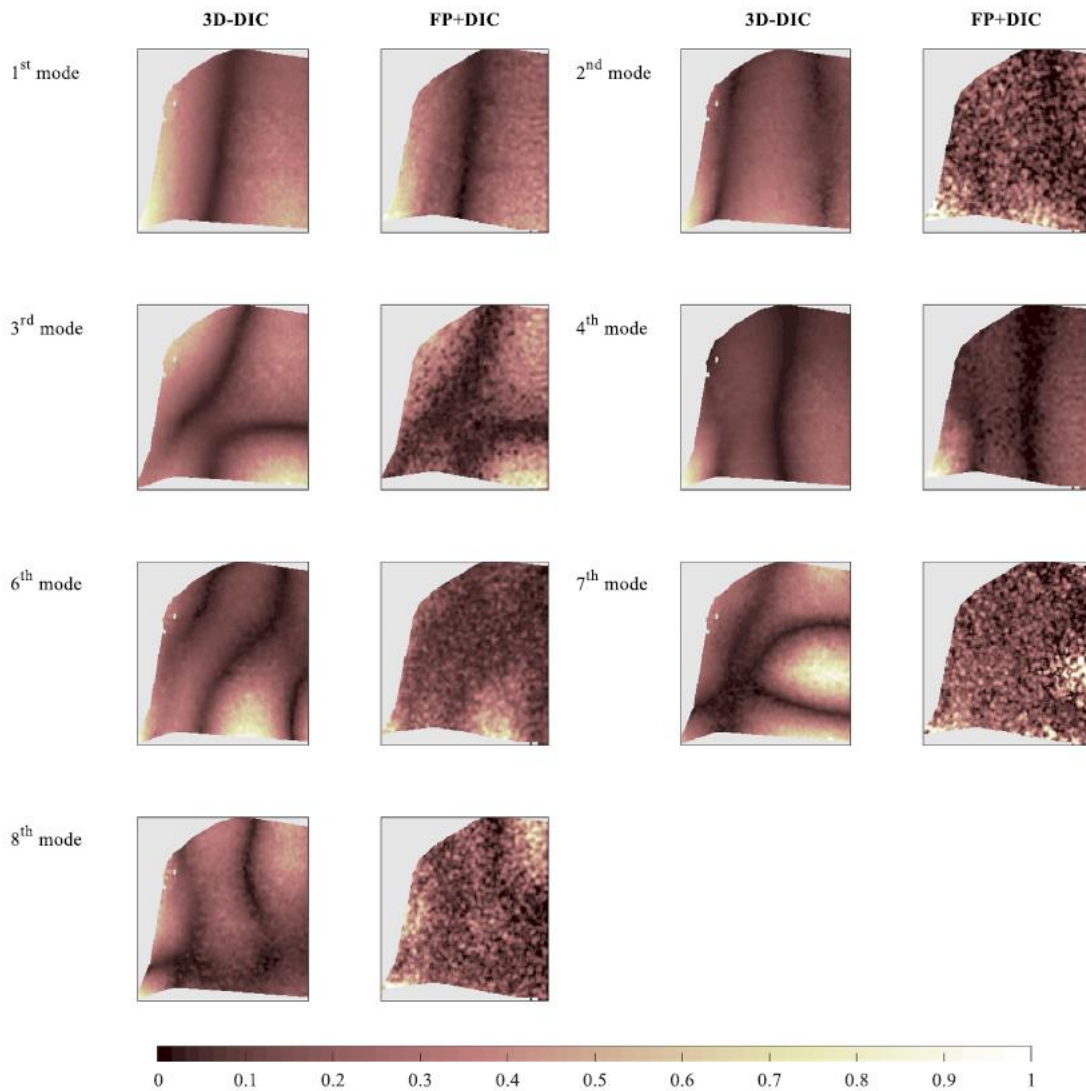 3D-DIC FP+DIC 3D-DIC FP+DIC
1st mode 2nd mode
3rd mode 4th mode
6th mode 7th mode
8th mode
0 0.1 0.2 0.3 0.4 0.5 0.6 0.7 0.8 0.9 1